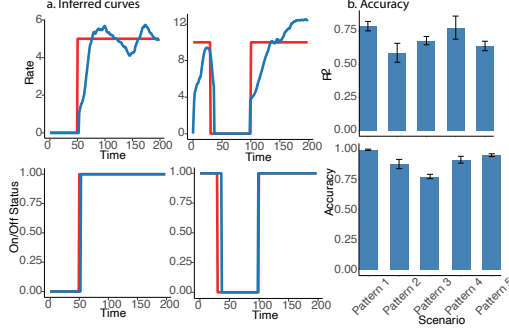 a. Inferred curves
b. Accuracy
6
4
2
0
Rate
0
50
100
150
200
Time
12
8
4
0
0
50
100
150
200
Time
0.75
0.50
0.25
0.00
R2
1.00
0.75
0.50
0.25
0.00
On/Off Status
0
50
100
150
200
Time
1.00
0.75
0.50
0.25
0.00
0
50
100
150
200
Time
1.00
0.75
0.50
0.25
0.00
Accuracy
Pattern 1
Pattern 2
Pattern 3
Pattern 4
Pattern 5
Scenario